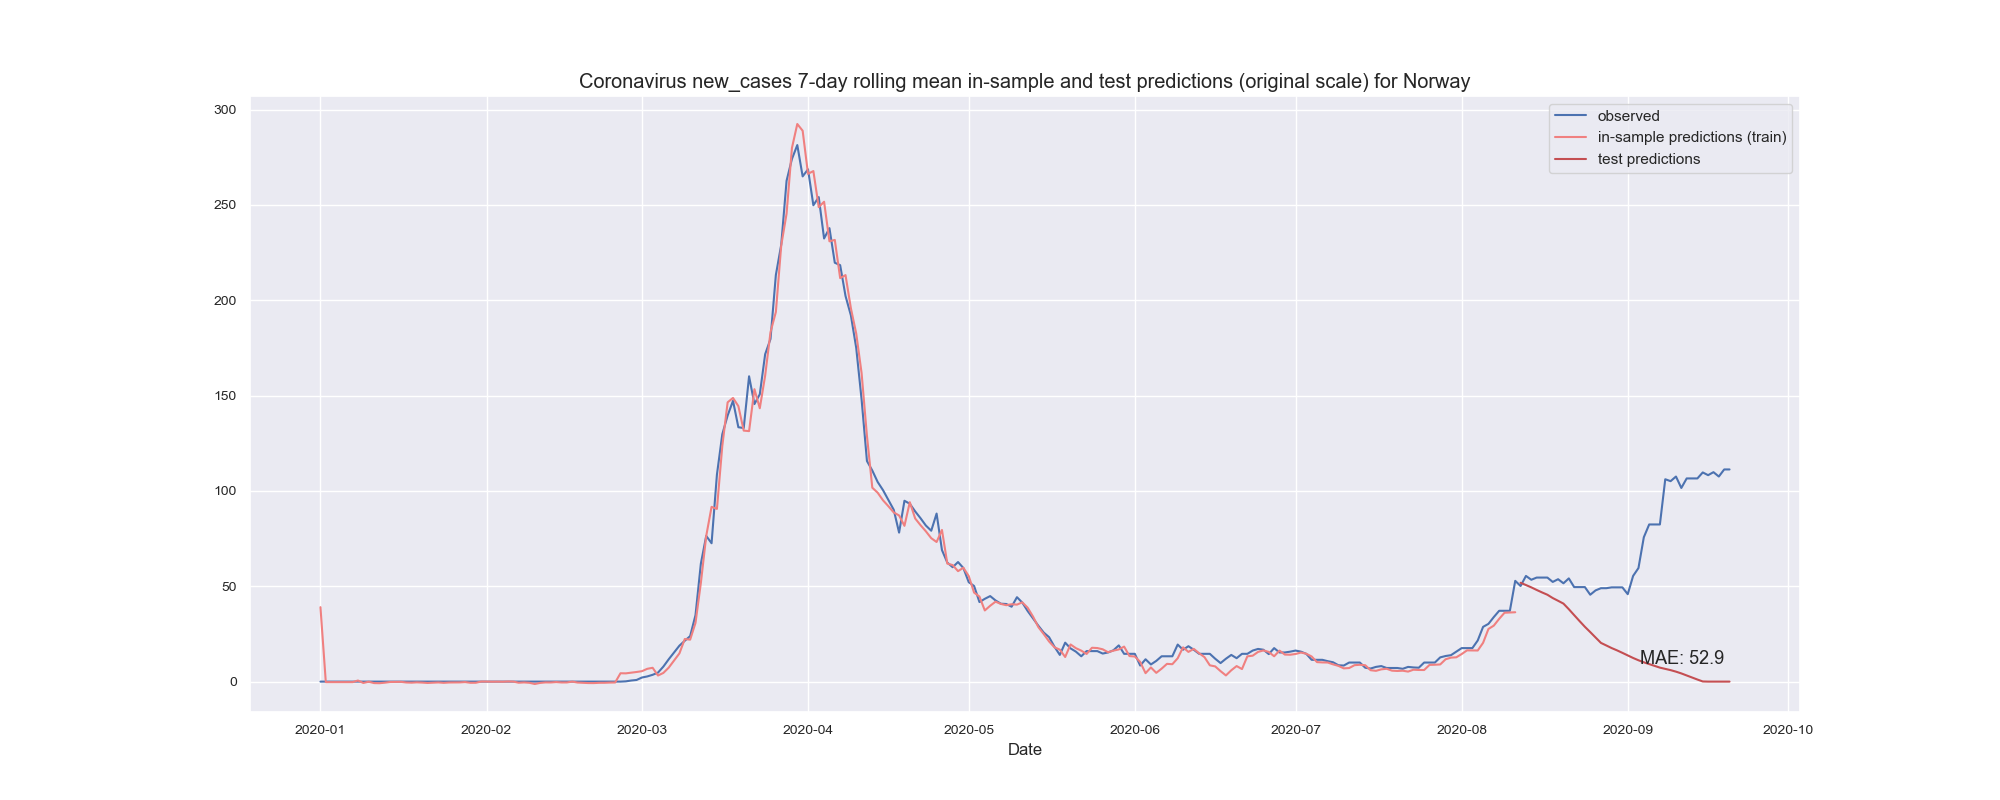 Coronavirus new_cases 7-day rolling mean in-sample and test predictions (original scale) for Norway
300
250
200
150
100
50
0
observed
in-sample predictions (train)
test predictions
MAE: 52.9
2020-01
2020-02
2020-03
2020-04
2020-05
2020-06
2020-07
2020-08
2020-09
2020-10
Date